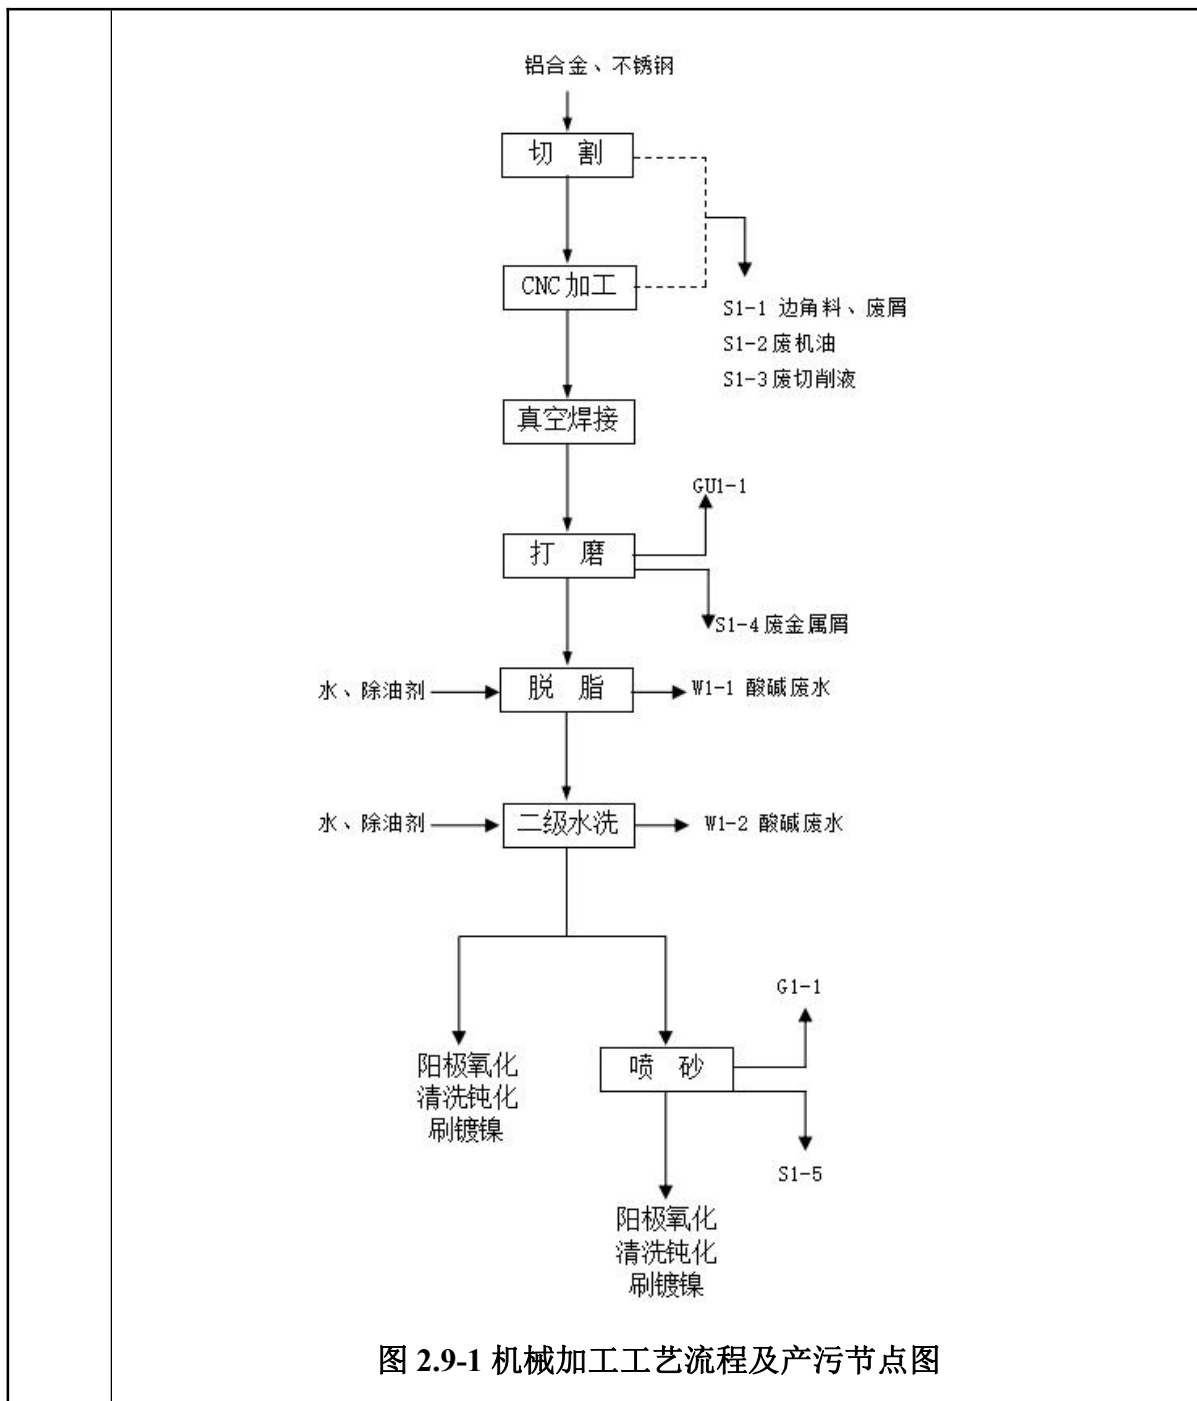 铝合金、不锈钢
切 割
CNC加工
S1-1 边角料、废屑
S1-2废机油
S1-3废切削液
真空焊接
GU1-1
打 磨
S1-4废金属屑
水、除油剂
脱 脂
W1-1 酸碱废水
水、除油剂
二级水洗
W1-2 酸碱废水
G1-1
阳极氧化
清洗钝化
刷镀镍
喷 砂
S1-5
阳极氧化
清洗钝化
刷镀镍
图 2.9-1 机械加工工艺流程及产污节点图